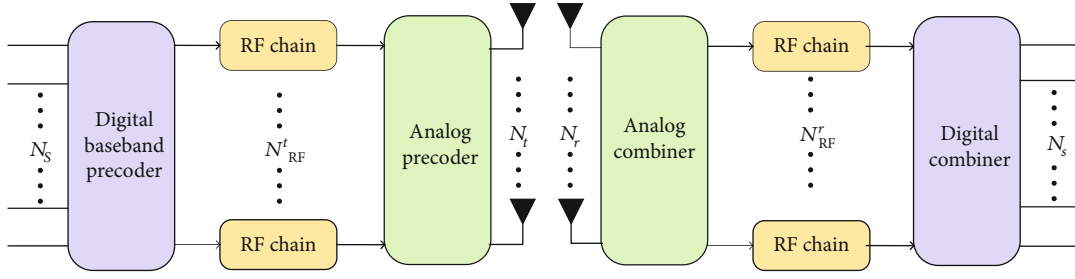 RF chain
RF chain
Digital
baseband
precoder
N_S
N^t_RF
Analog
precoder
N_t
N_r
Analog
combiner
N^r_RF
Digital
combiner
N_s
RF chain
RF chain